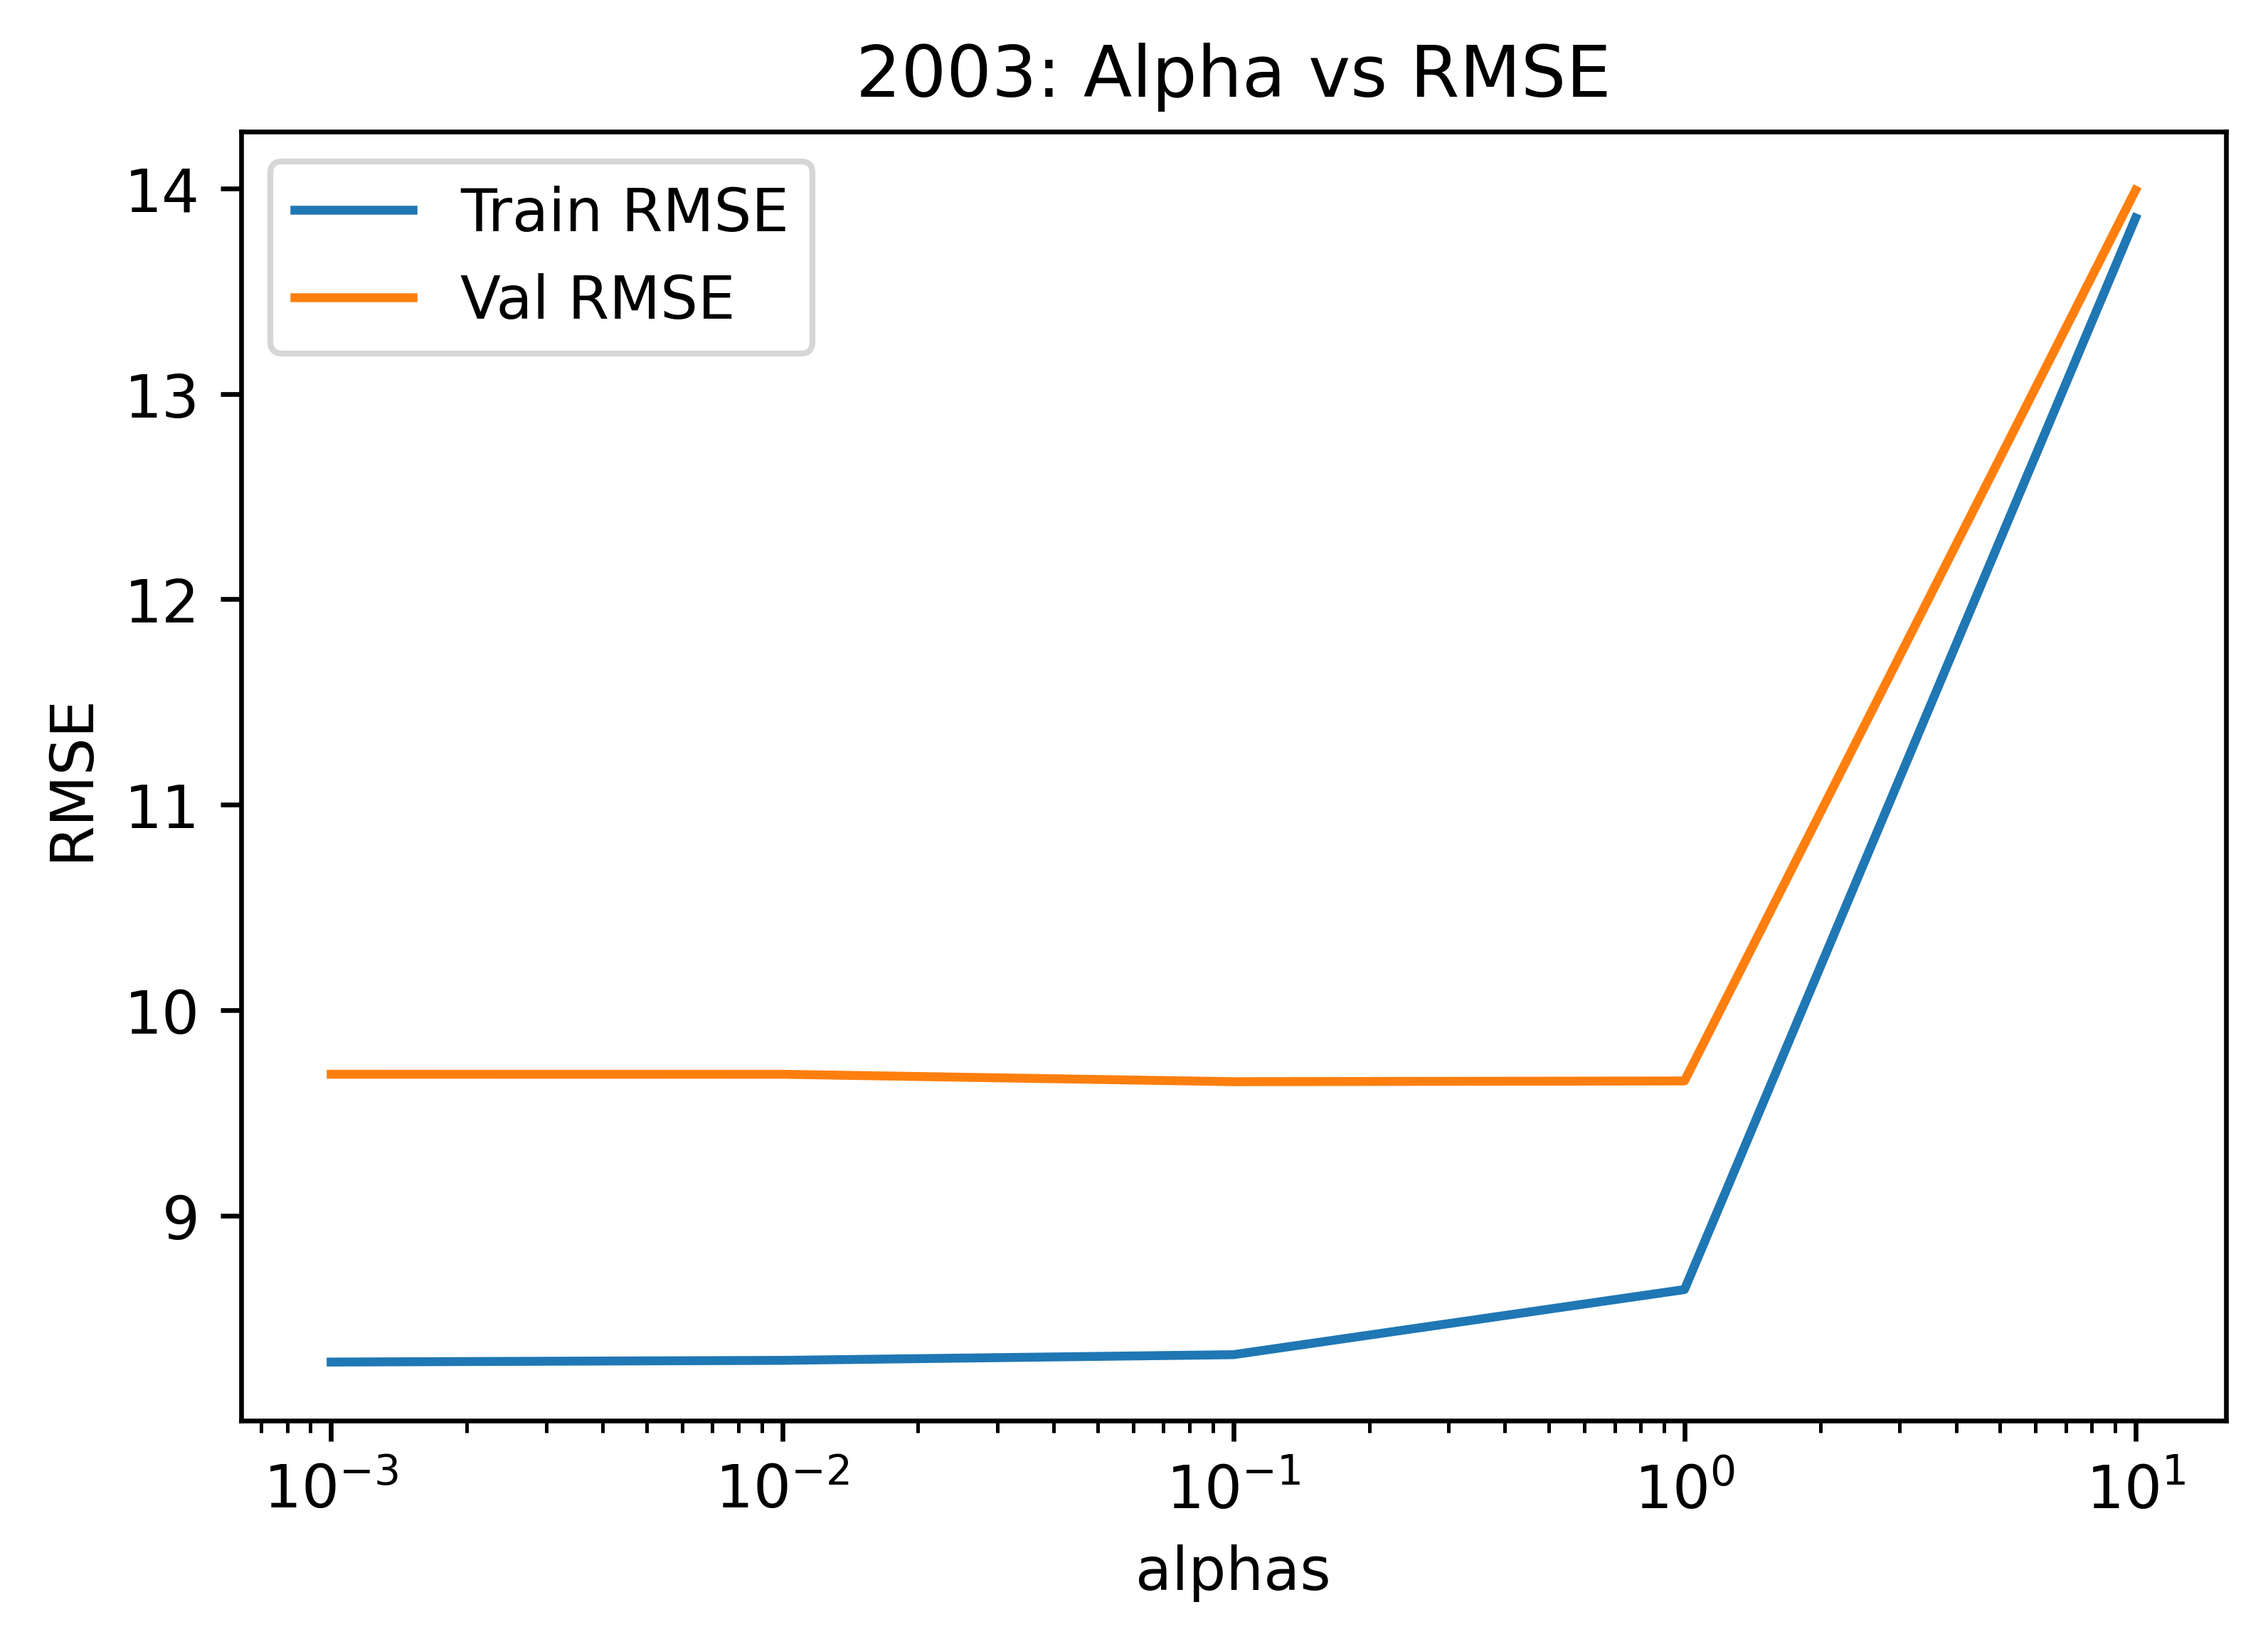 2003: Alpha vs RMSE
Train RMSE
Val RMSE
14
13
12
11
10
9
RMSE
10⁻³ 10⁻² 10⁻¹ 10⁰ 10¹
alphas